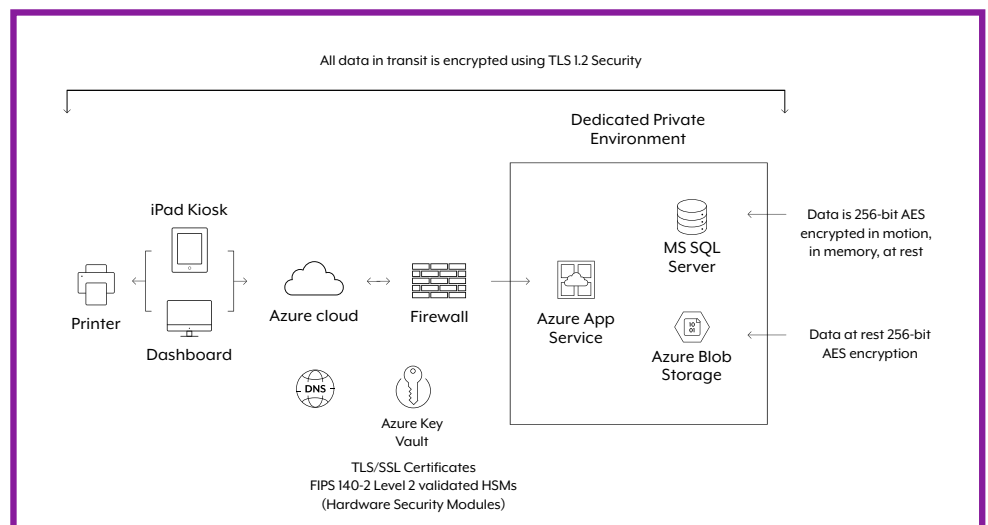 All data in transit is encrypted using TLS 1.2 Security
Dedicated Private
Environment
iPad Kiosk
Printer
Dashboard
Azure cloud
Firewall
Azure App
Service
MS SQL
Server
Data is 256-bit AES
encrypted in motion,
in memory, at rest
10
01
Azure Blob
Storage
Data at rest 256-bit
AES encryption
DNS
Azure Key
Vault
TLS/SSL Certificates
FIPS 140-2 Level 2 validated HSMs
(Hardware Security Modules)